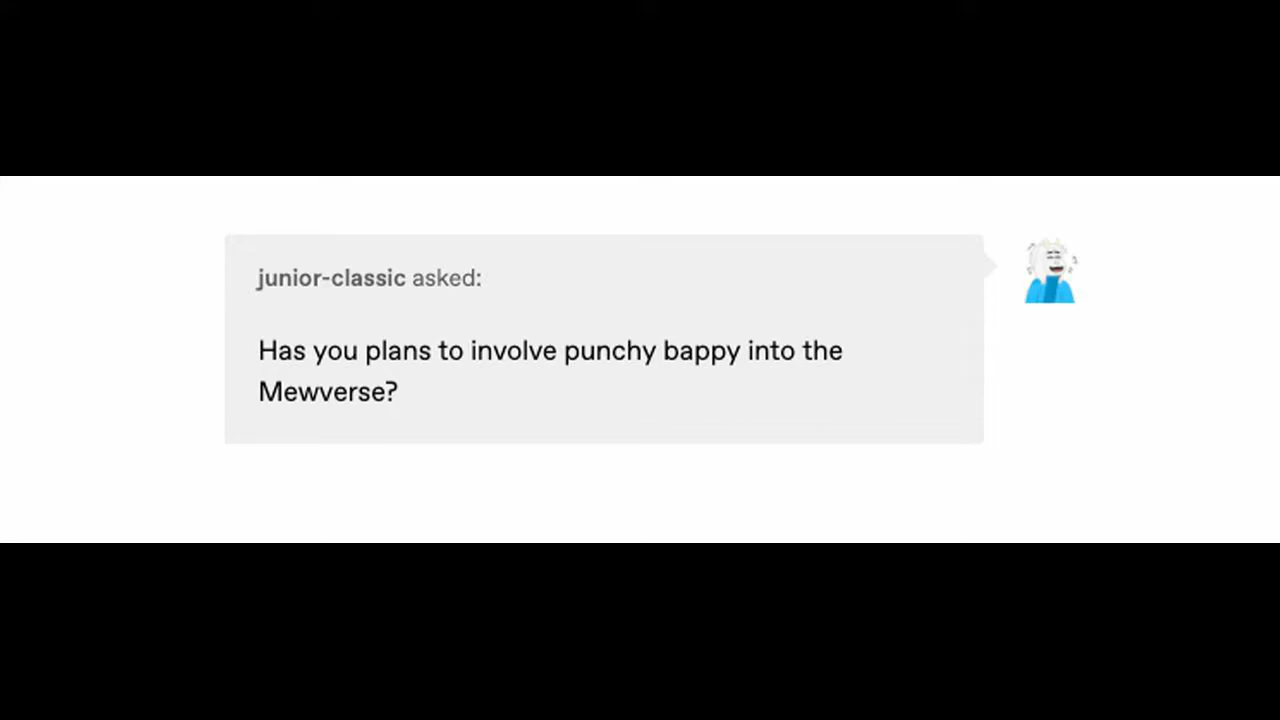 junior-classic asked:
Has you plans to involve punchy bappy into the
Mewverse?